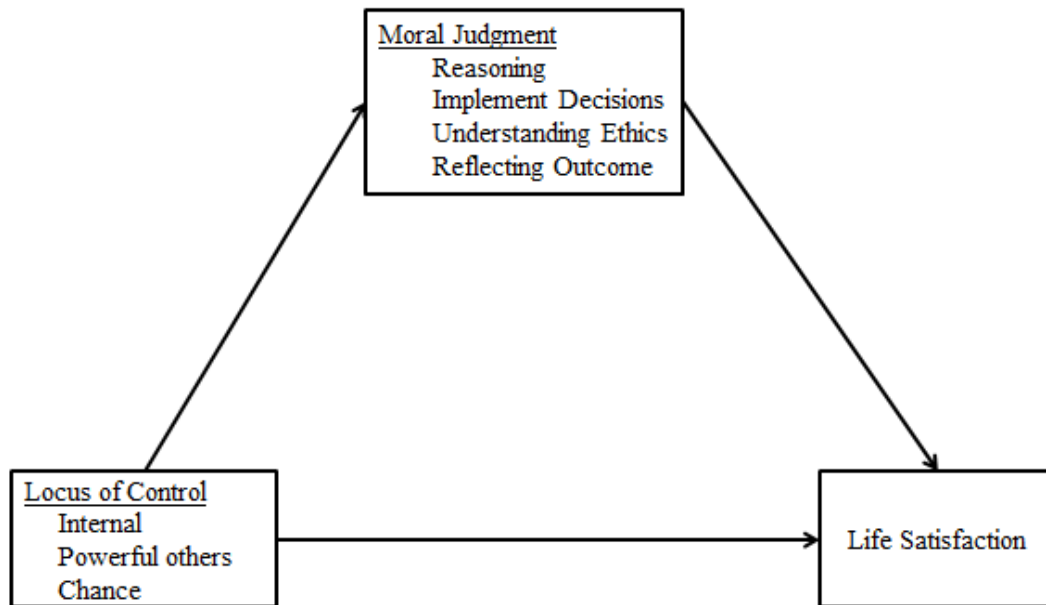 Moral Judgment
Reasoning
Implement Decisions
Understanding Ethics
Reflecting Outcome
Locus of Control
Internal
Powerful others
Chance
Life Satisfaction